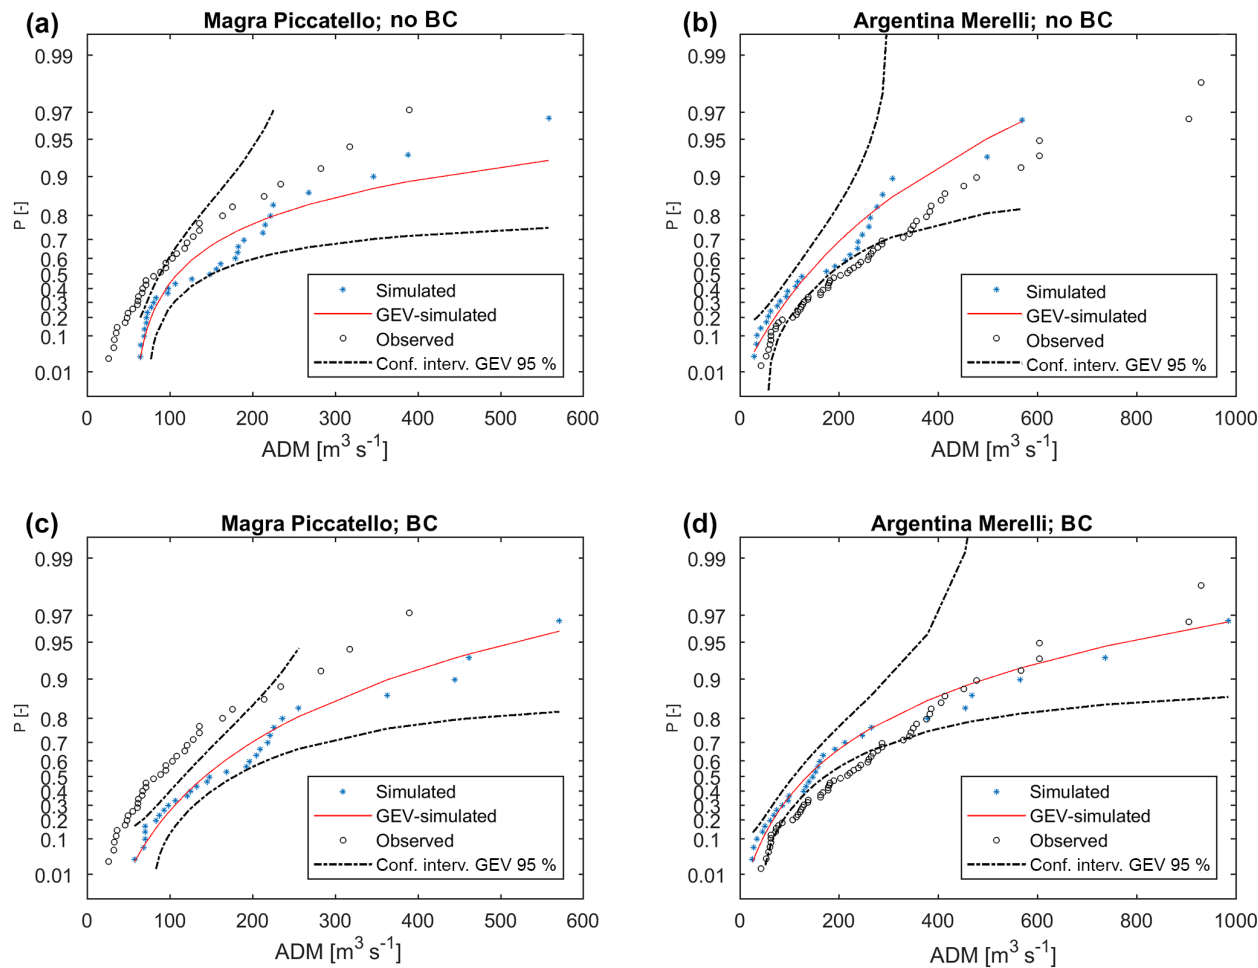 (a)
Magra Piccatello; no BC
0.99
0.97
0.95
0.9
0.8
0.7
0.6
0.5
0.4
0.3
0.2
0.1
0.01
P [-]
Simulated
GEV-simulated
Observed
Conf. interv. GEV 95 %
0 100 200 300 400 500 600
ADM [m³ s⁻¹]
(b)
Argentina Merelli; no BC
0.99
0.97
0.95
0.9
0.8
0.7
0.6
0.5
0.4
0.3
0.2
0.1
0.01
P [-]
Simulated
GEV-simulated
Observed
Conf. interv. GEV 95 %
0 200 400 600 800 1000
ADM [m³ s⁻¹]
(c)
Magra Piccatello; BC
0.99
0.97
0.95
0.9
0.8
0.7
0.6
0.5
0.4
0.3
0.2
0.1
0.01
P [-]
Simulated
GEV-simulated
Observed
Conf. interv. GEV 95 %
0 100 200 300 400 500 600
ADM [m³ s⁻¹]
(d)
Argentina Merelli; BC
0.99
0.97
0.95
0.9
0.8
0.7
0.6
0.5
0.4
0.3
0.2
0.1
0.01
P [-]
Simulated
GEV-simulated
Observed
Conf. interv. GEV 95 %
0 200 400 600 800 1000
ADM [m³ s⁻¹]